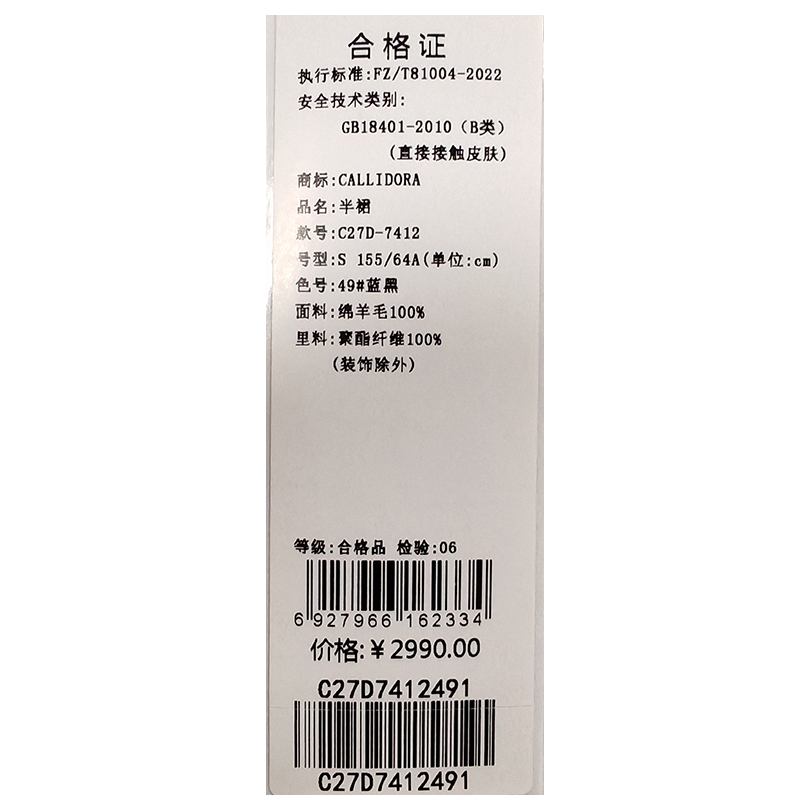 合格证
执行标准:FZ/T81004-2022
安全技术类别:
GB18401-2010（B类）
(直接接触皮肤)
商标:CALLIDORA
品名:半裙
款号:C27D-7412
号型:S 155/64A(单位:cm)
色号:49#蓝黑
面料:绵羊毛100%
里料:聚酯纤维100%
(装饰除外)
等级:合格品 检验:06
6 927966 162334
价格:￥2990.00
C27D7412491
C27D7412491